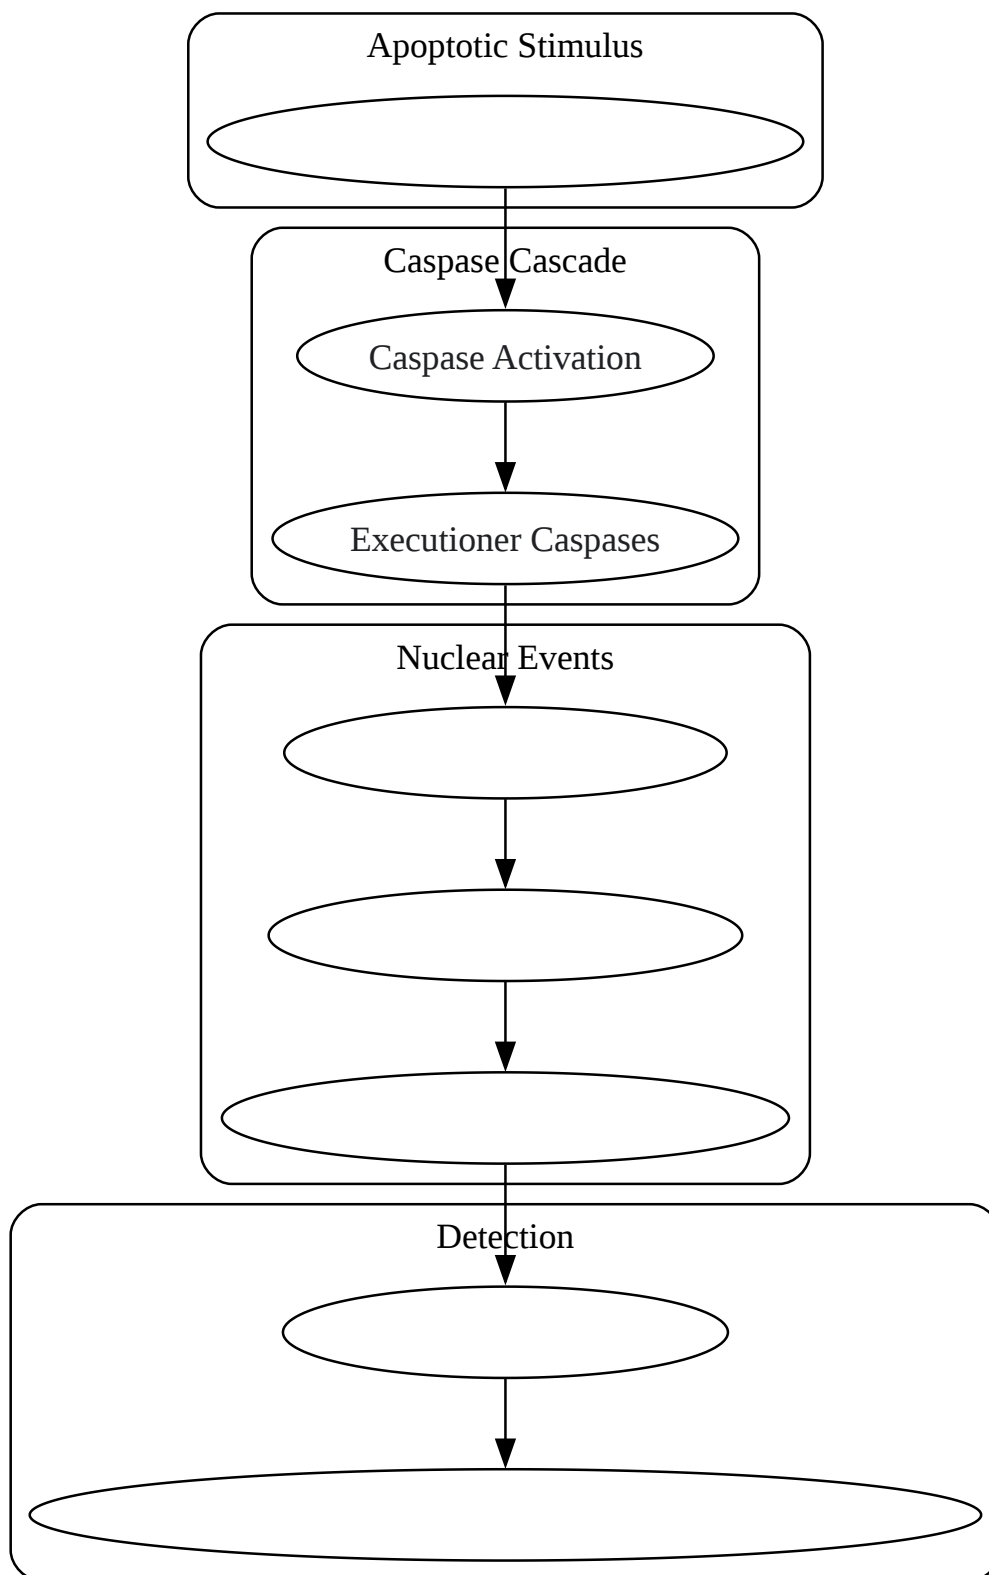 Apoptotic Stimulus
Caspase Cascade
Caspase Activation
Executioner Caspases
Nuclear Events
Detection